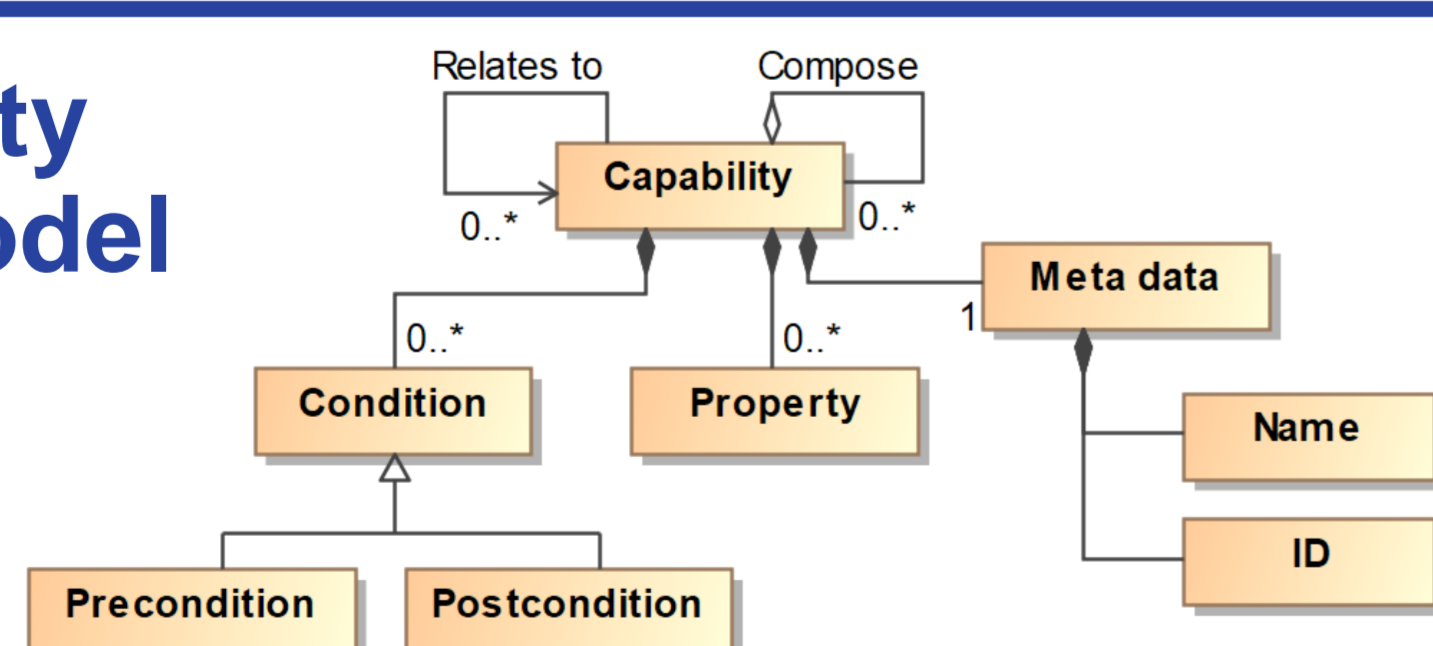 ty
odel
Relates to
Compose
Capability
0..*
0..*
Meta data
1
0..*
0..*
Condition
Property
Name
ID
Precondition
Postcondition